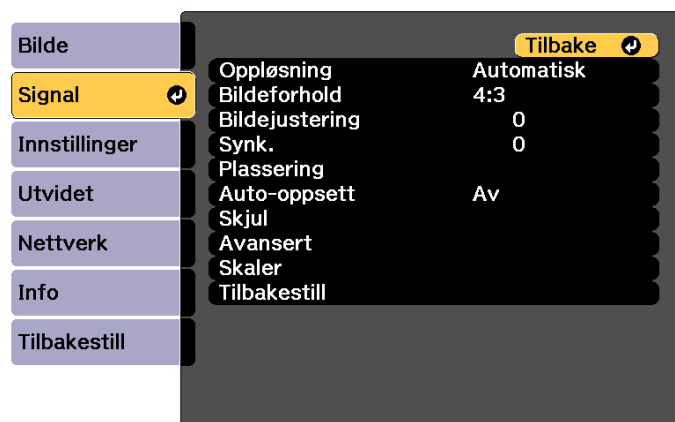 Bilde
Signal
Innstillinger
Utvidet
Nettverk
Info
Tilbakestill
Tilbake
Oppløsning Automatisk
Bildeforhold 4:3
Bildejustering 0
Synk. 0
Plassering
Auto-oppsett Av
Skjul
Avansert
Skaler
Tilbakestill